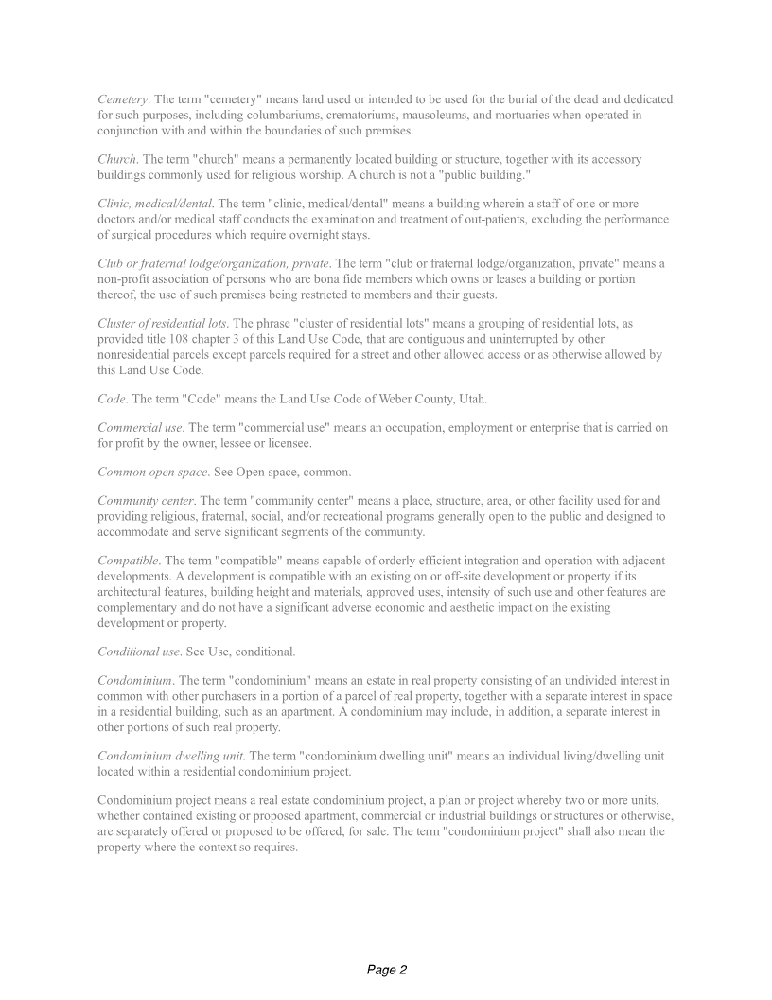 Cemetery. The term "cemetery" means land used or intended to be used for the burial of the dead and dedicated
for such purposes, including columbariums, crematoriums, mausoleums, and mortuaries when operated in
conjunction with and within the boundaries of such premises.
Church. The term "church" means a permanently located building or structure, together with its accessory
buildings commonly used for religious worship. A church is not a "public building."
Clinic, medical/dental. The term "clinic, medical/dental" means a building wherein a staff of one or more
doctors and/or medical staff conducts the examination and treatment of out-patients, excluding the performance
of surgical procedures which require overnight stays.
Club or fraternal lodge/organization, private. The term "club or fraternal lodge/organization, private" means a
non-profit association of persons who are bona fide members which owns or leases a building or portion
thereof, the use of such premises being restricted to members and their guests.
Cluster of residential lots. The phrase "cluster of residential lots" means a grouping of residential lots, as
provided title 108 chapter 3 of this Land Use Code, that are contiguous and uninterrupted by other
nonresidential parcels except parcels required for a street and other allowed access or as otherwise allowed by
this Land Use Code.
Code. The term "Code" means the Land Use Code of Weber County, Utah.
Commercial use. The term "commercial use" means an occupation, employment or enterprise that is carried on
for profit by the owner, lessee or licensee.
Common open space. See Open space, common.
Community center. The term "community center" means a place, structure, area, or other facility used for and
providing religious, fraternal, social, and/or recreational programs generally open to the public and designed to
accommodate and serve significant segments of the community.
Compatible. The term "compatible" means capable of orderly efficient integration and operation with adjacent
developments. A development is compatible with an existing on or off-site development or property if its
architectural features, building height and materials, approved uses, intensity of such use and other features are
complementary and do not have a significant adverse economic and aesthetic impact on the existing
development or property.
Conditional use. See Use, conditional.
Condominium. The term "condominium" means an estate in real property consisting of an undivided interest in
common with other purchasers in a portion of a parcel of real property, together with a separate interest in space
in a residential building, such as an apartment. A condominium may include, in addition, a separate interest in
other portions of such real property.
Condominium dwelling unit. The term "condominium dwelling unit" means an individual living/dwelling unit
located within a residential condominium project.
Condominium project means a real estate condominium project, a plan or project whereby two or more units,
whether contained existing or proposed apartment, commercial or industrial buildings or structures or otherwise,
are separately offered or proposed to be offered, for sale. The term "condominium project" shall also mean the
property where the context so requires.
Page 2